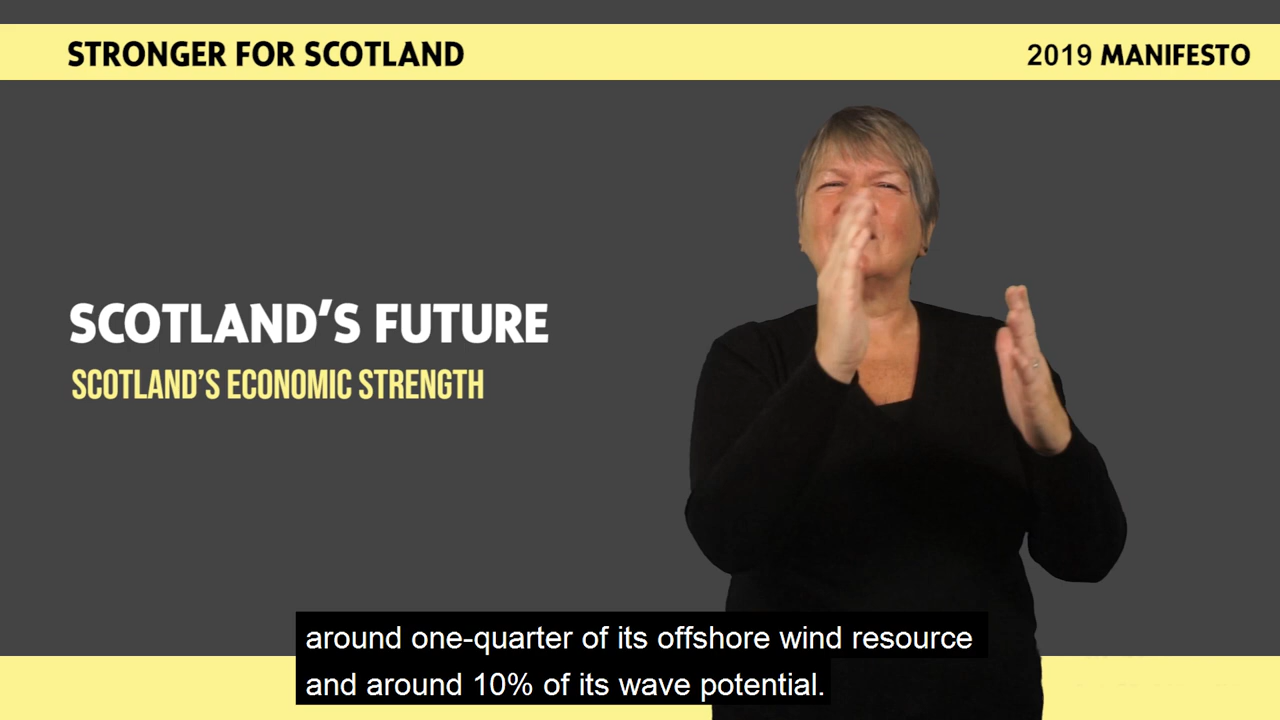 STRONGER FOR SCOTLAND
2019 MANIFESTO
SCOTLAND'S FUTURE
SCOTLAND'S ECONOMIC STRENGTH
around one-quarter of its offshore wind resource
and around 10% of its wave potential.